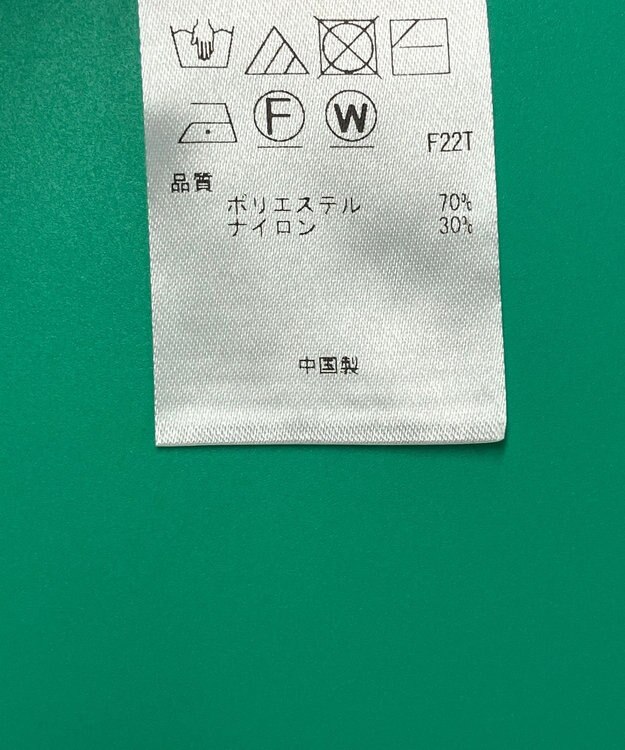 F W
F22T
品質
ポリエステル 70%
ナイロン 30%
中国製